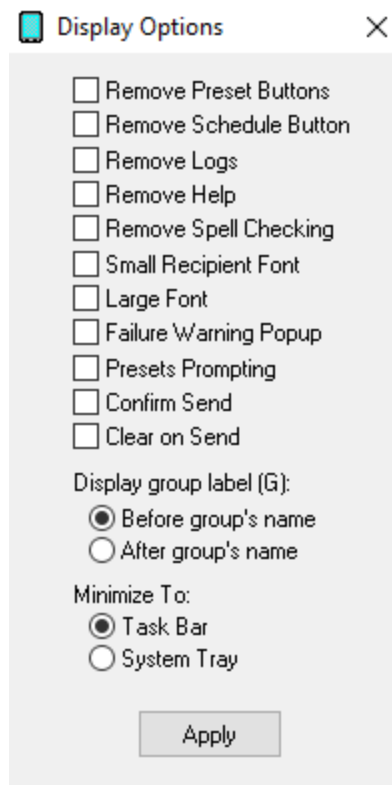 Display Options
Remove Preset Buttons
Remove Schedule Button
Remove Logs
Remove Help
Remove Spell Checking
Small Recipient Font
Large Font
Failure Warning Popup
Presets Prompting
Confirm Send
Clear on Send
Display group label (G):
Before group's name
After group's name
Minimize To:
Task Bar
System Tray
Apply